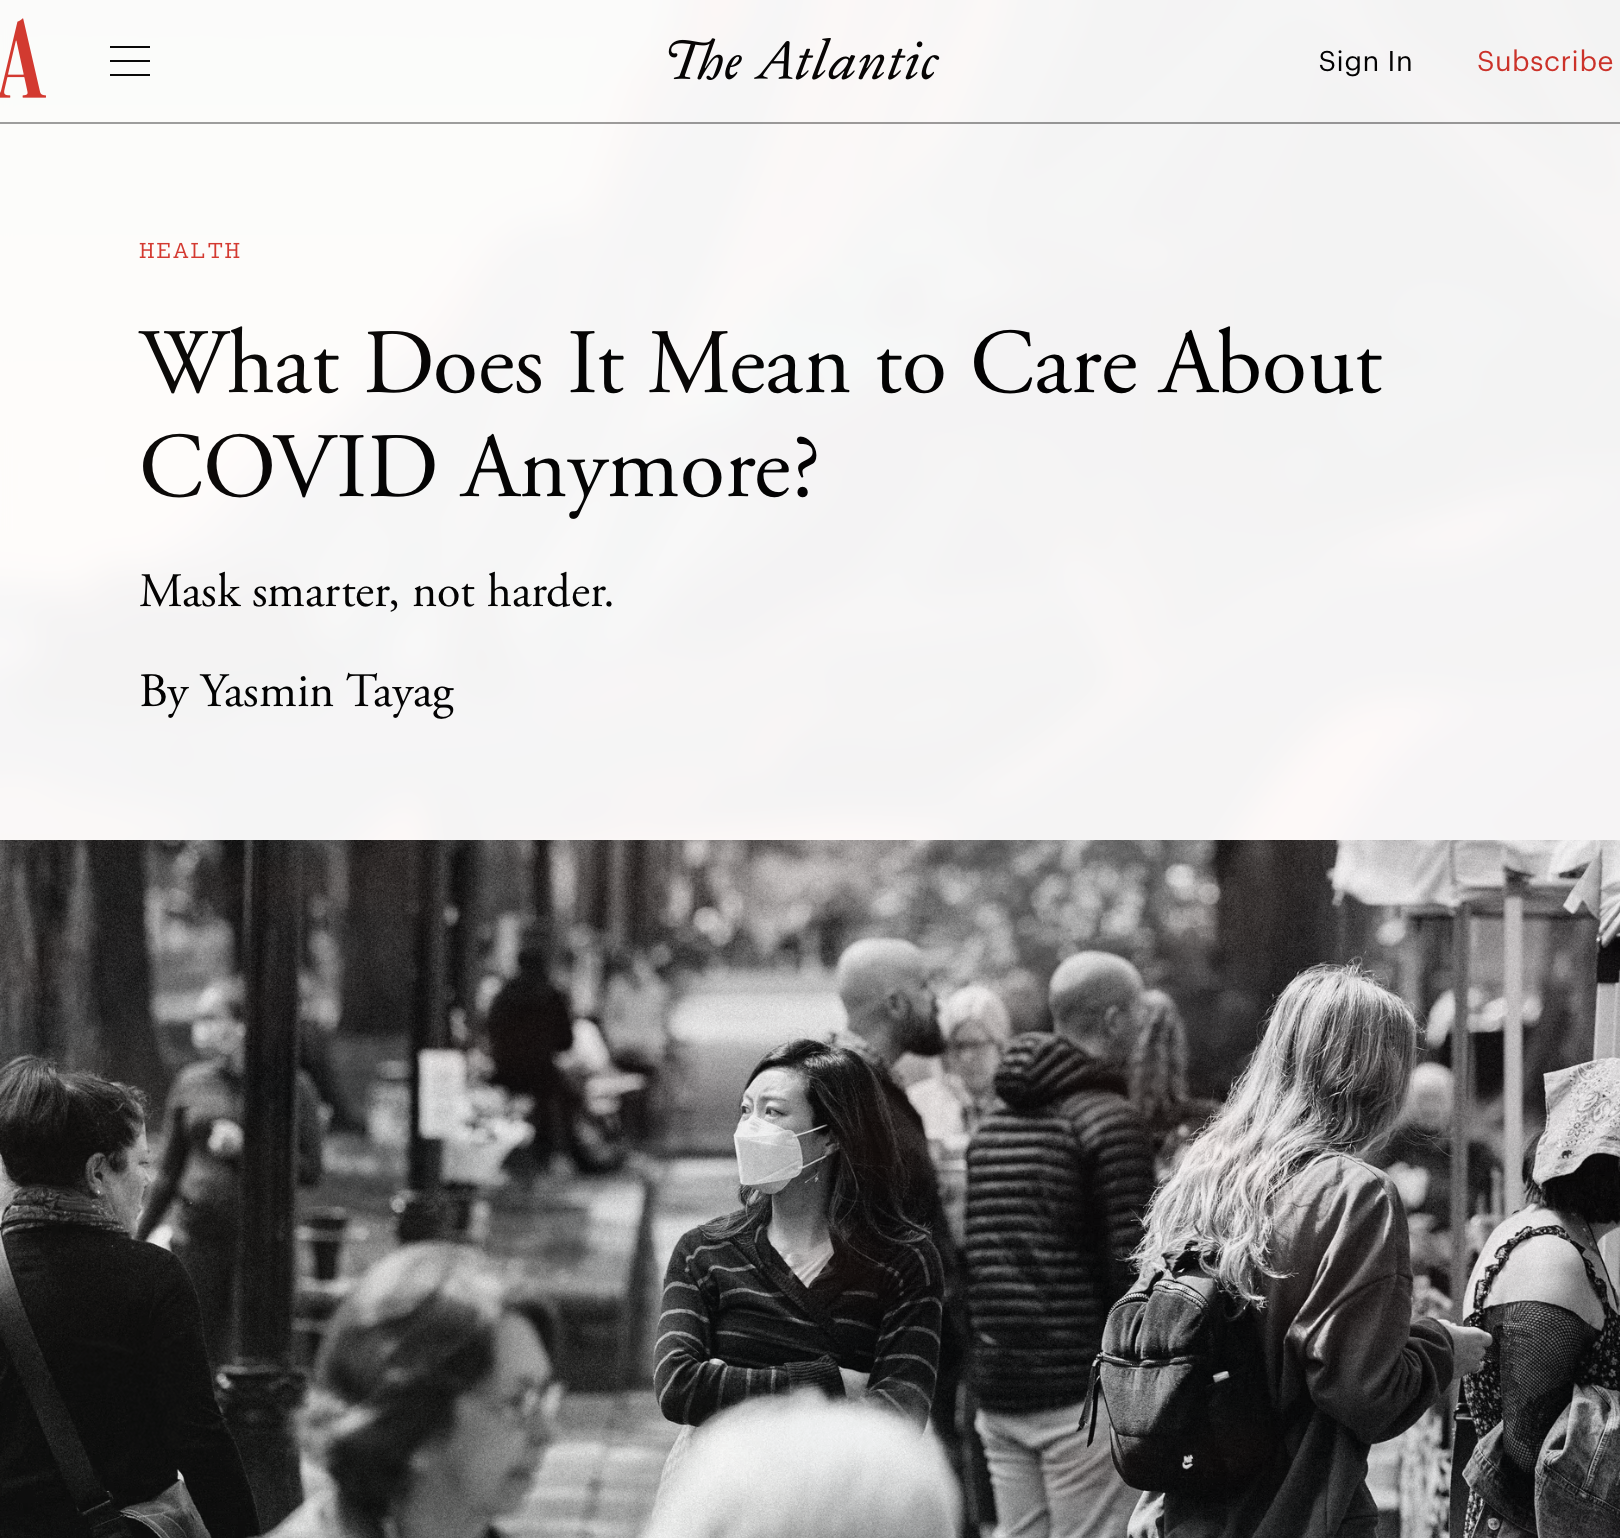 A
The Atlantic
Sign In
Subscribe
HEALTH
What Does It Mean to Care About
COVID Anymore?
Mask smarter, not harder.
By Yasmin Tayag